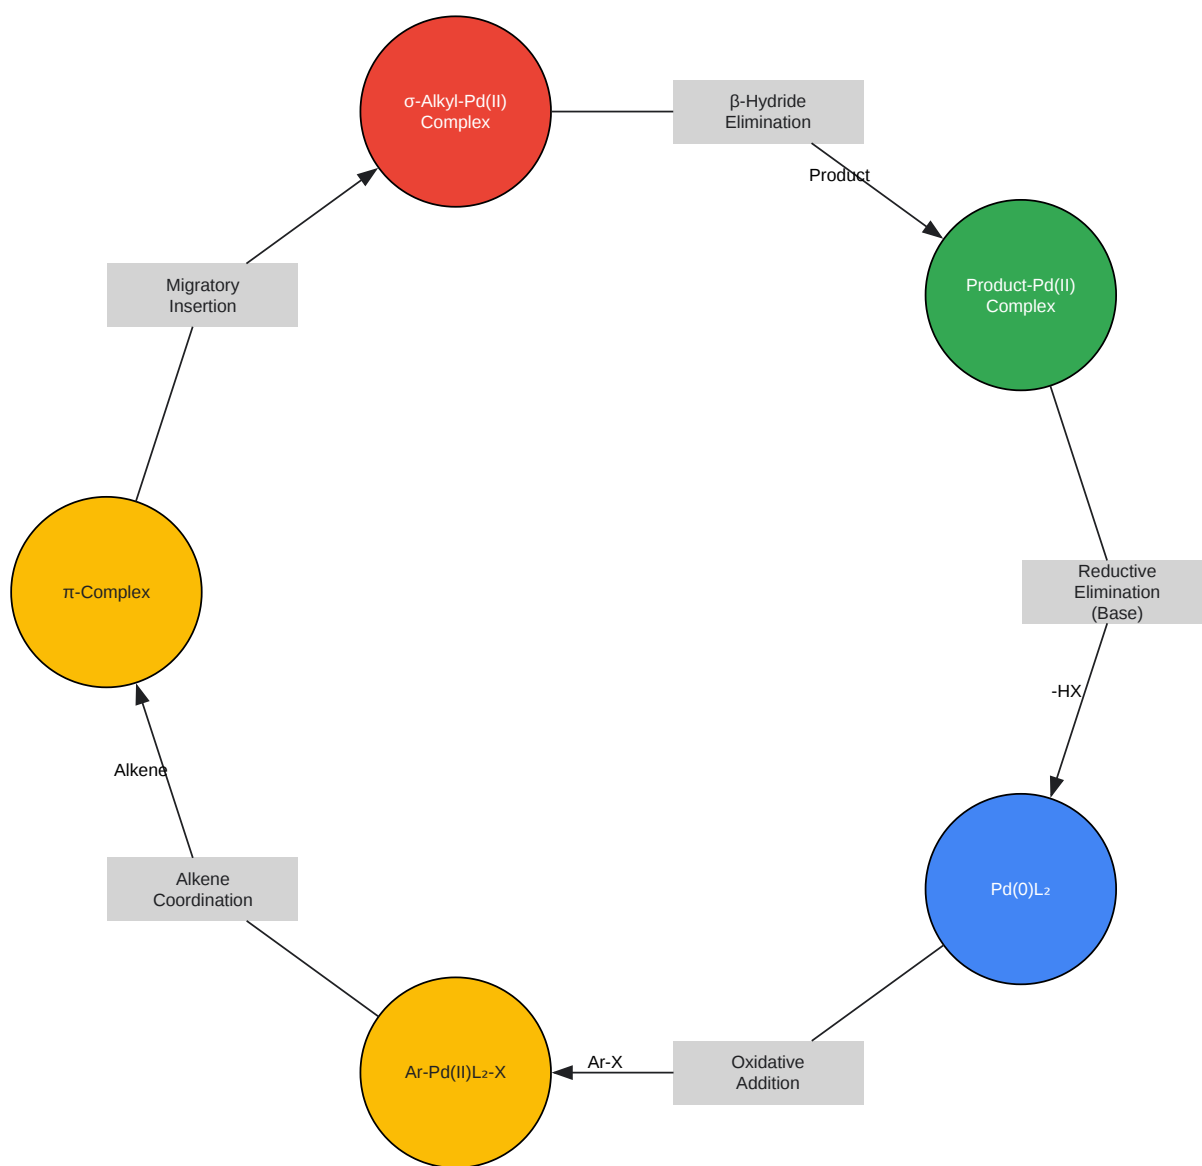 σ-Alkyl-Pd(II)
Complex
β-Hydride
Elimination
Product
Product-Pd(II)
Complex
Migratory
Insertion
π-Complex
Reductive
Elimination
(Base)
-HX
Alkene
Alkene
Coordination
Pd(0)L₂
Ar-Pd(II)L₂-X
Ar-X
Oxidative
Addition